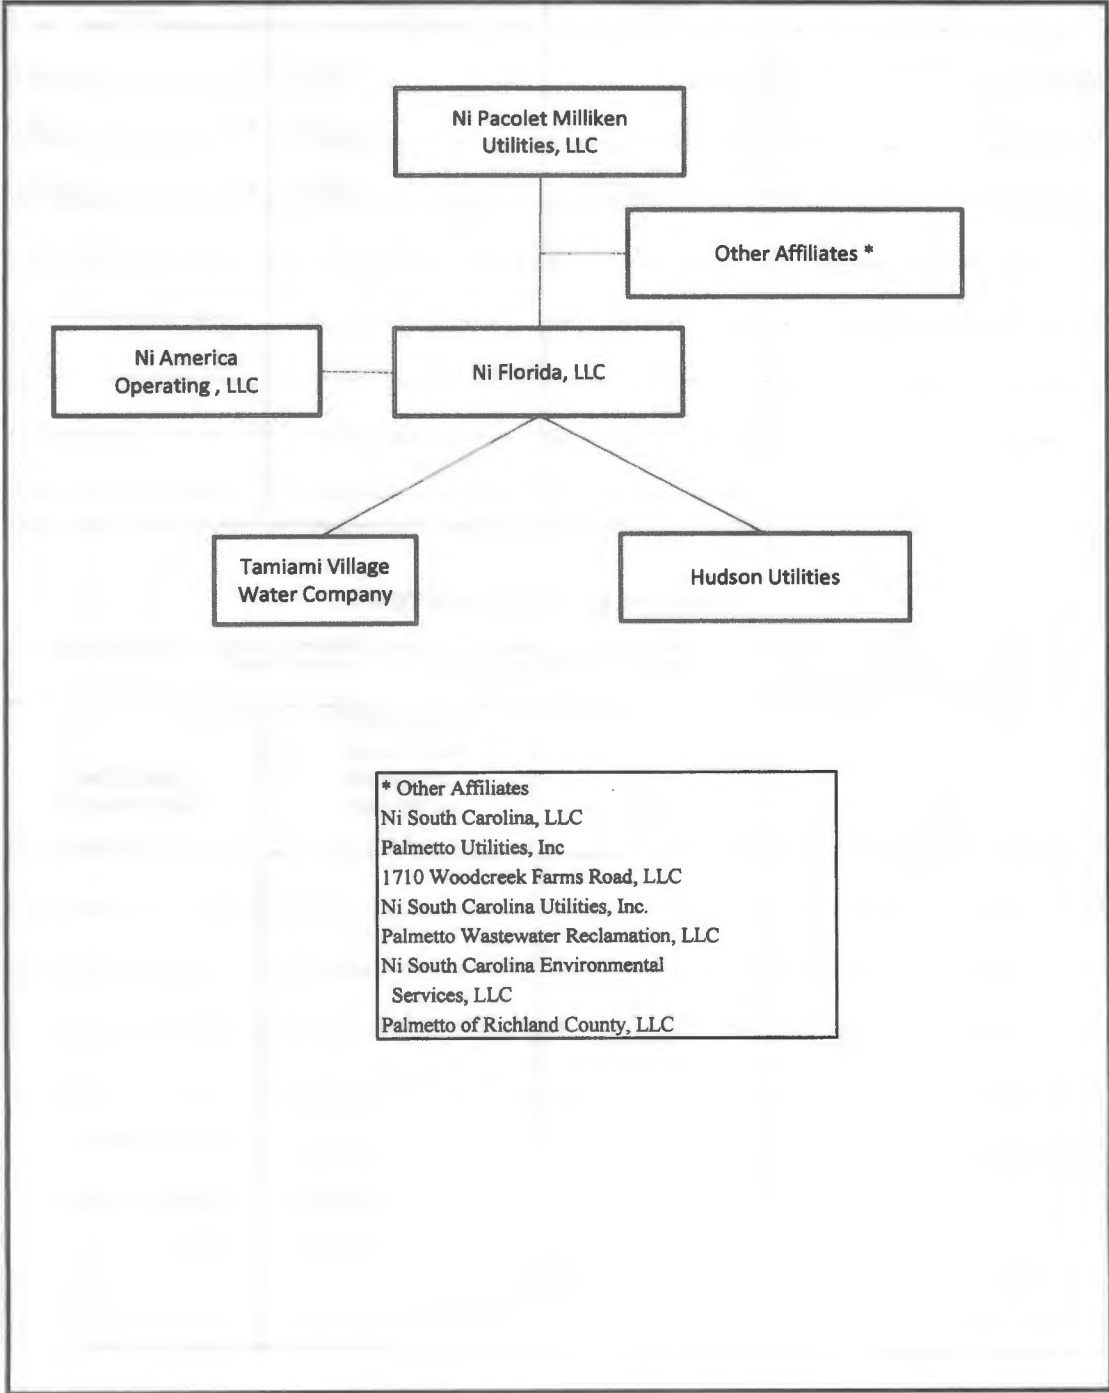 Ni Pacolet Milliken
Utilities, LLC
Other Affiliates *
Ni America
Operating , LLC
Ni Florida, LLC
Tamiami Village
Water Company
Hudson Utilities
* Other Affiliates
Ni South Carolina, LLC
Palmetto Utilities, Inc
1710 Woodcreek Farms Road, LLC
Ni South Carolina Utilities, Inc.
Palmetto Wastewater Reclamation, LLC
Ni South Carolina Environmental
Services, LLC
Palmetto of Richland County, LLC